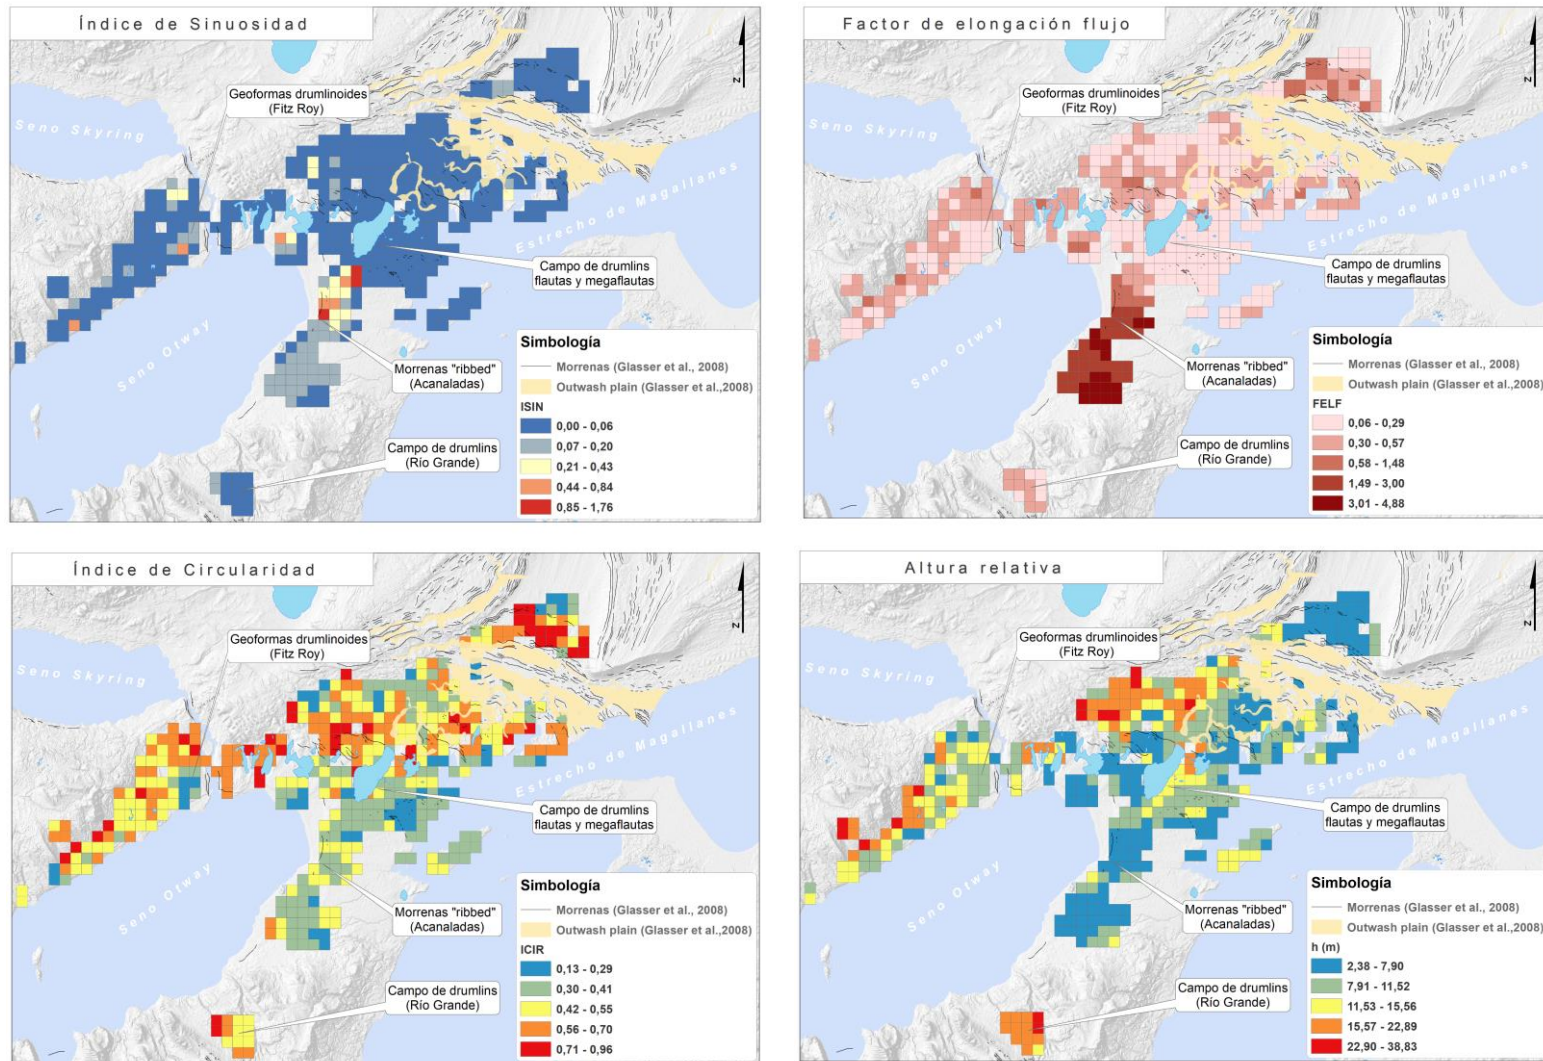 Índice de Sinuosidad
Geoformas drumlinoides
(Fitz Roy)
Seno Skyring
Estrecho de Magallanes
Campo de drumlins
flautas y megaflautas
Seno Otway
Morrenas "ribbed"
(Acanaladas)
Campo de drumlins
(Río Grande)
N
Simbología
Morrenas (Glasser et al., 2008)
Outwash plain (Glasser et al.,2008)
ISIN
0,00 - 0,06
0,07 - 0,20
0,21 - 0,43
0,44 - 0,84
0,85 - 1,76
Factor de elongación flujo
Geoformas drumlinoides
(Fitz Roy)
Seno Skyring
Estrecho de Magallanes
Campo de drumlins
flautas y megaflautas
Seno Otway
Morrenas "ribbed"
(Acanaladas)
Campo de drumlins
(Río Grande)
N
Simbología
Morrenas (Glasser et al., 2008)
Outwash plain (Glasser et al.,2008)
FELF
0,06 - 0,29
0,30 - 0,57
0,58 - 1,48
1,49 - 3,00
3,01 - 4,88
Índice de Circularidad
Geoformas drumlinoides
(Fitz Roy)
Seno Skyring
Estrecho de Magallanes
Campo de drumlins
flautas y megaflautas
Seno Otway
Morrenas "ribbed"
(Acanaladas)
Campo de drumlins
(Río Grande)
N
Simbología
Morrenas (Glasser et al., 2008)
Outwash plain (Glasser et al.,2008)
ICIR
0,13 - 0,29
0,30 - 0,41
0,42 - 0,55
0,56 - 0,70
0,71 - 0,96
Altura relativa
Geoformas drumlinoides
(Fitz Roy)
Seno Skyring
Estrecho de Magallanes
Campo de drumlins
flautas y megaflautas
Seno Otway
Morrenas "ribbed"
(Acanaladas)
Campo de drumlins
(Río Grande)
N
Simbología
Morrenas (Glasser et al., 2008)
Outwash plain (Glasser et al.,2008)
h (m)
2,38 - 7,90
7,91 - 11,52
11,53 - 15,56
15,57 - 22,89
22,90 - 38,83